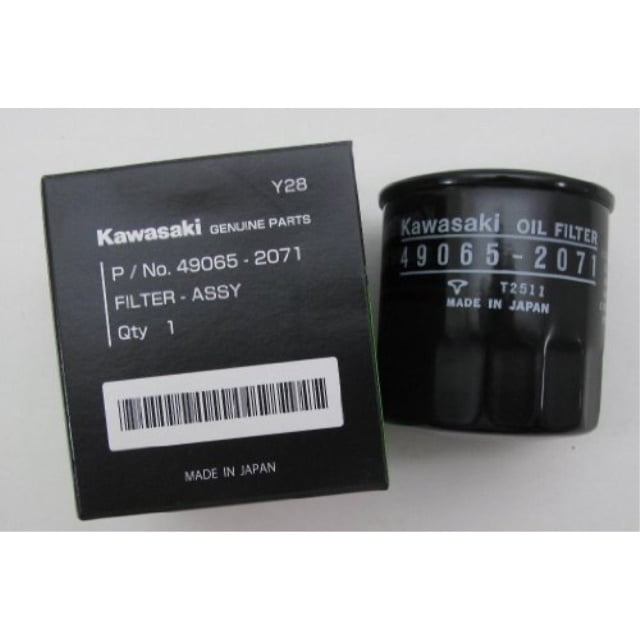 Y28
Kawasaki GENUINE PARTS
P / No. 49065 - 2071
FILTER - ASSY
Qty 1
MADE IN JAPAN
Kawasaki OIL FILTER
49065-2071
T2511
MADE IN JAPAN